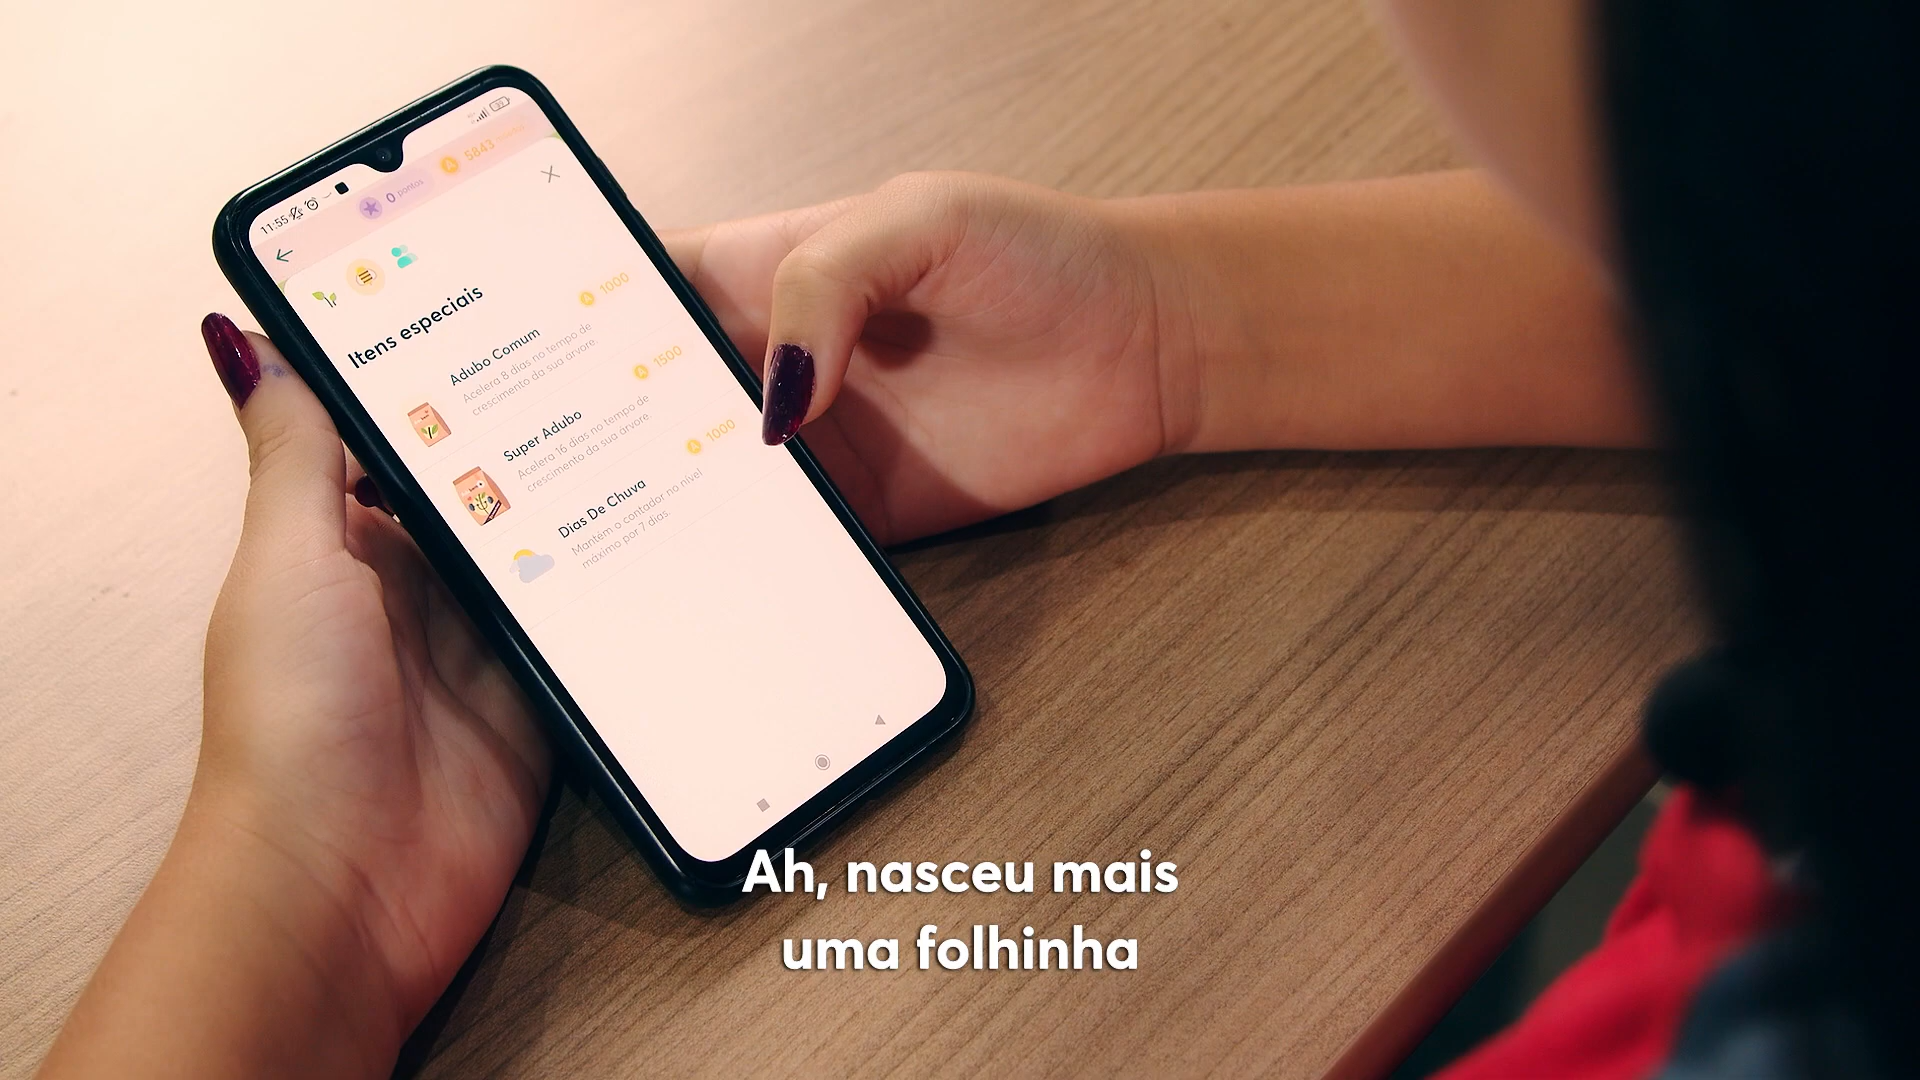 11:55
0 pontos
5843
Itens especiais
Adubo Comum
1000
Acelera 8 dias no tempo de
crescimento da sua árvore.
Super Adubo
1500
Acelera 16 dias no tempo de
crescimento da sua árvore.
Dias De Chuva
1000
Mantém o contador no nível
máximo por 7 dias.
Ah, nasceu mais
uma folhinha